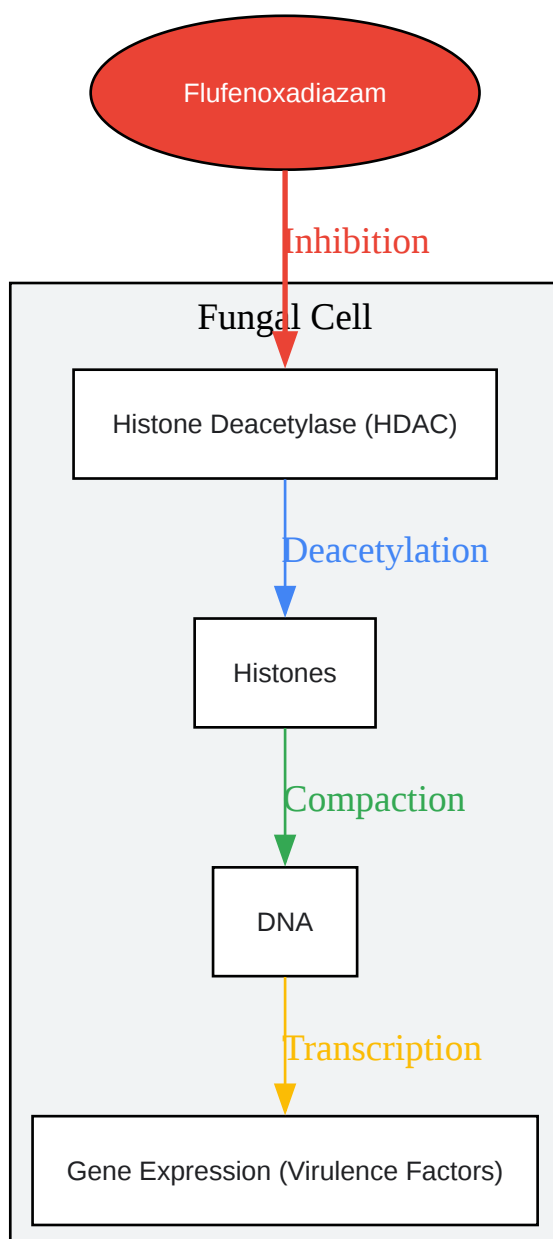 Flufenoxadiazam
Inhibition
Fungal Cell
Histone Deacetylase (HDAC)
Deacetylation
Histones
Compaction
DNA
Transcription
Gene Expression (Virulence Factors)